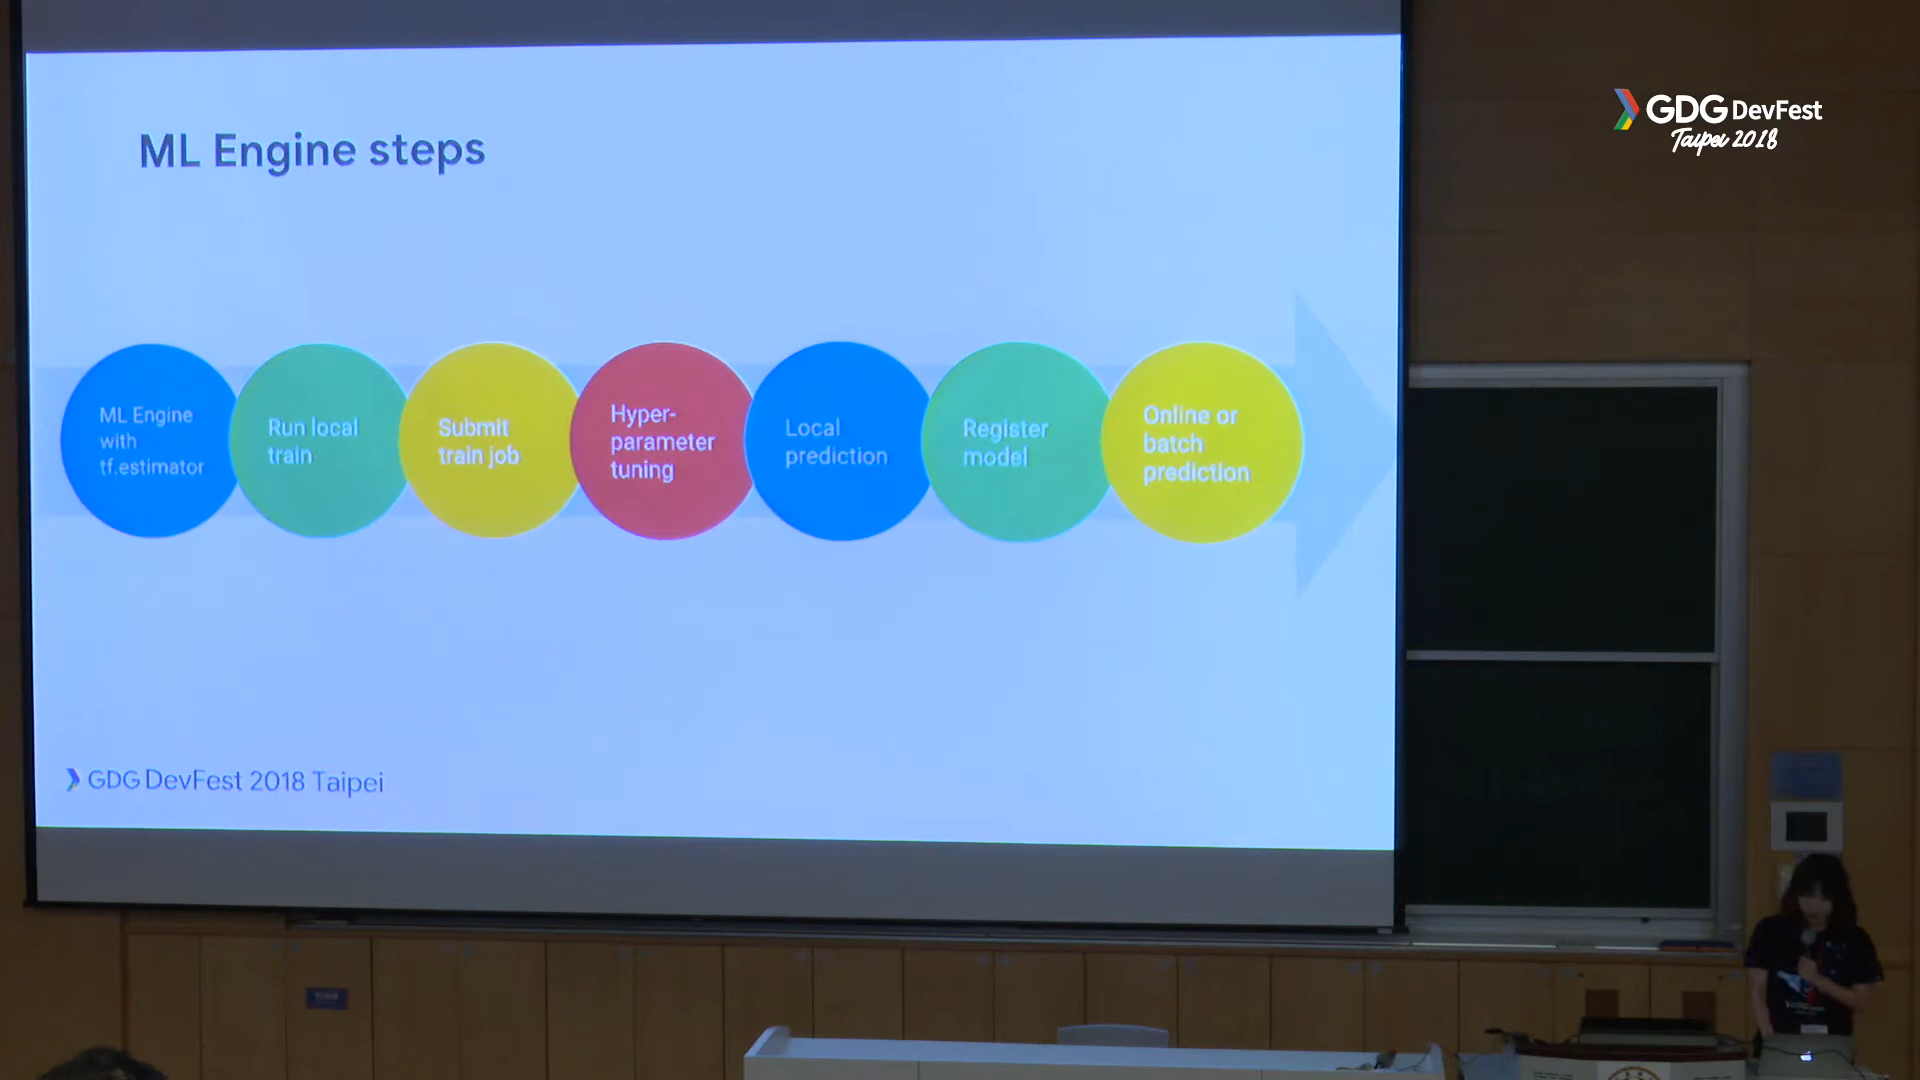 ML Engine steps
ML Engine
with
tf.estimator
Run local
train
Submit
train job
Hyper-
parameter
tuning
Local
prediction
Register
model
Online or
batch
prediction
GDG DevFest 2018 Taipei
GDG DevFest
Taipei 2018